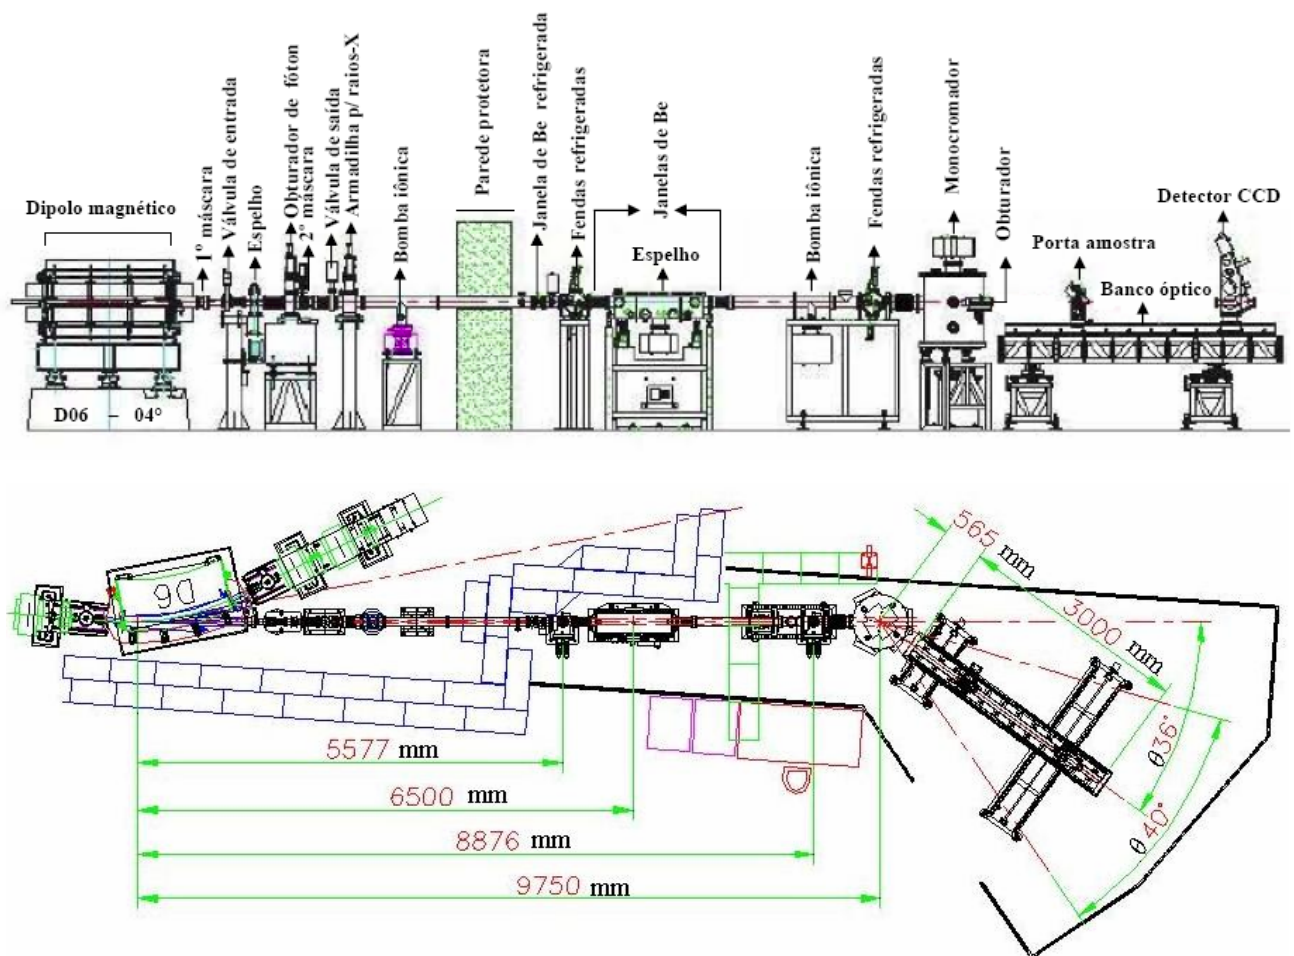 Dipolo magnético
1º máscara
Válvula de entrada
Espelho
Obturador de fóton
2º máscara
Válvula de saída
Armadilha p/ raios-X
Bomba iônica
Parede protetora
Janela de Be refrigerada
Fendas refrigeradas
Janelas de Be
Espelho
Bomba iônica
Fendas refrigeradas
Monocromador
Obturador
Porta amostra
Banco óptico
Detector CCD
D06 – 04°
D6
565 mm
3000 mm
θ36°
θ40°
5577 mm
6500 mm
8876 mm
9750 mm